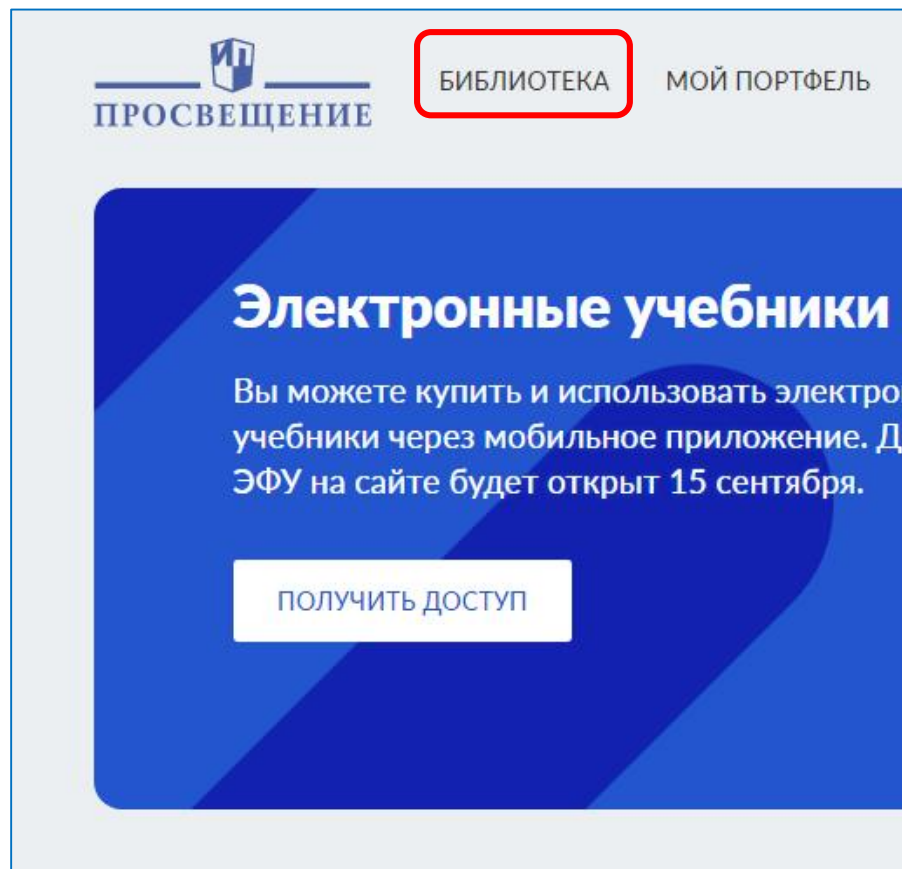 ИП
ПРОСВЕЩЕНИЕ
БИБЛИОТЕКА
МОЙ ПОРТФЕЛЬ
Электронные учебники
Вы можете купить и использовать электро
учебники через мобильное приложение. Д
ЭФУ на сайте будет открыт 15 сентября.
ПОЛУЧИТЬ ДОСТУП